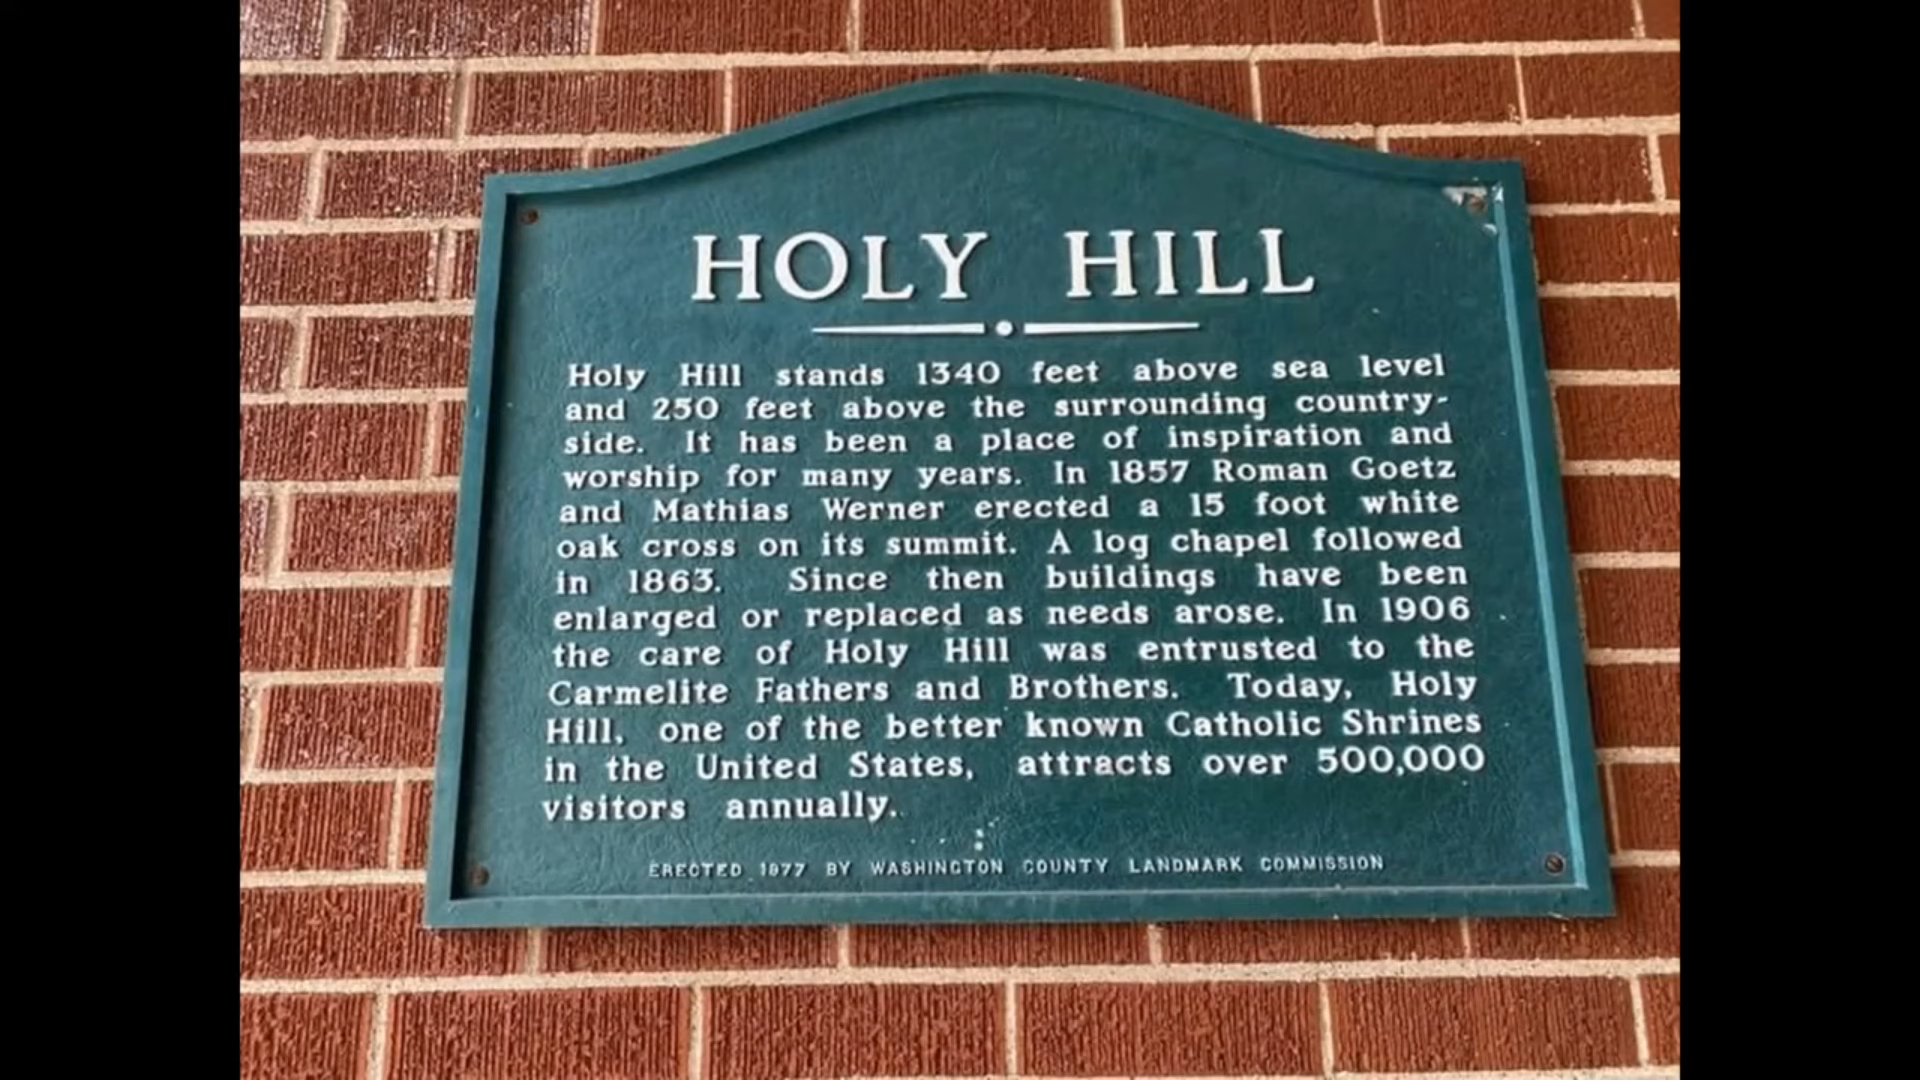 HOLY HILL
Holy Hill stands 1340 feet above sea level
and 250 feet above the surrounding country-
side. It has been a place of inspiration and
worship for many years. In 1857 Roman Goetz
and Mathias Werner erected a 15 foot white
oak cross on its summit. A log chapel followed
in 1863. Since then buildings have been
enlarged or replaced as needs arose. In 1906
the care of Holy Hill was entrusted to the
Carmelite Fathers and Brothers. Today, Holy
Hill, one of the better known Catholic Shrines
in the United States, attracts over 500,000
visitors annually.
ERECTED 1977 BY WASHINGTON COUNTY LANDMARK COMMISSION